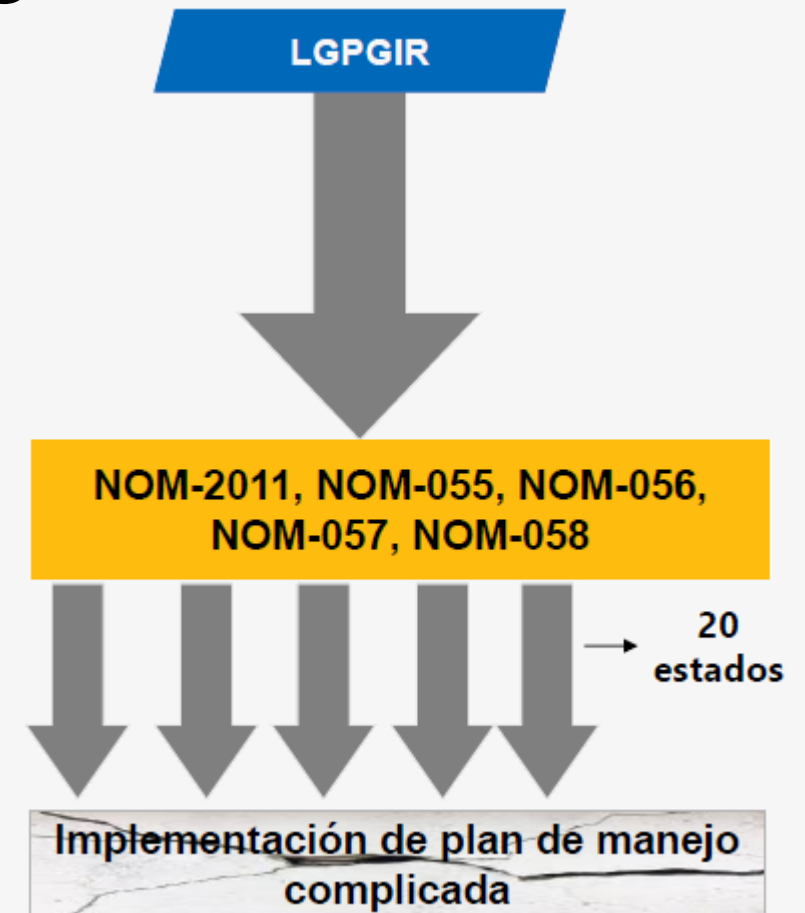 LGPGIR
NOM-2011, NOM-055, NOM-056,
NOM-057, NOM-058
20
estados
Implementación de plan de manejo
complicada